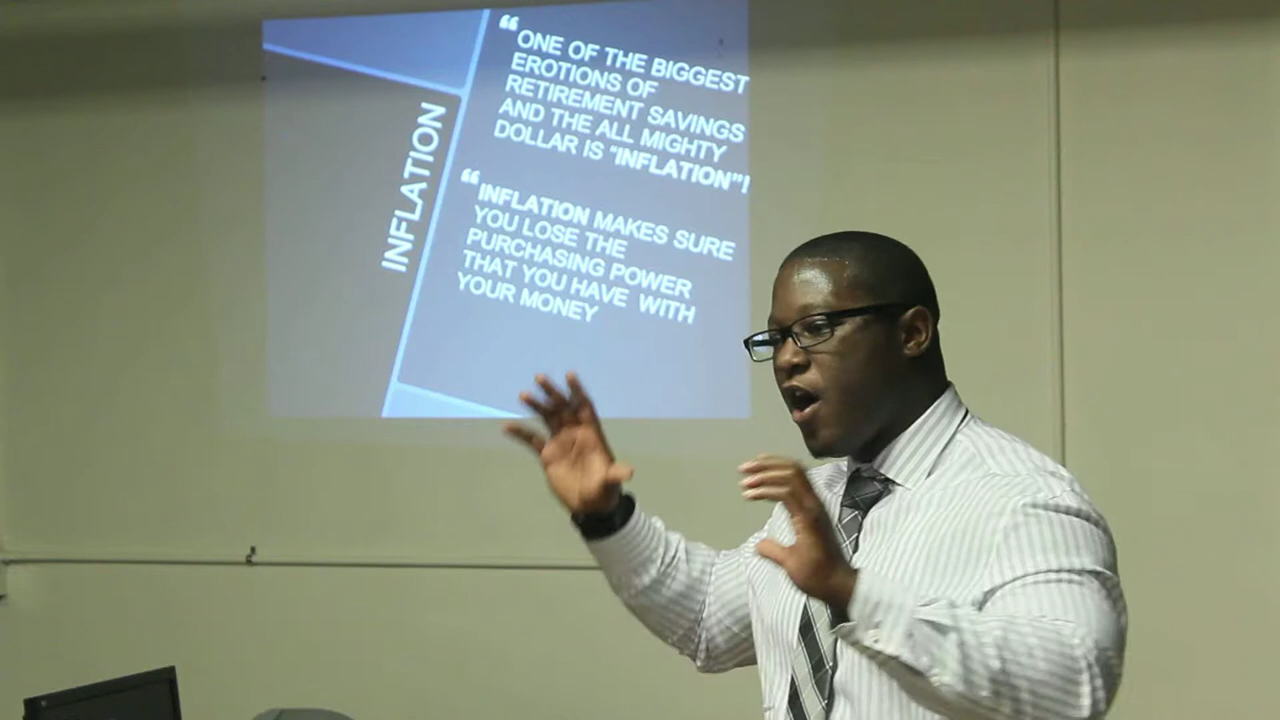 INFLATION
“ONE OF THE BIGGEST
EROTIONS OF
RETIREMENT SAVINGS
AND THE ALL MIGHTY
DOLLAR IS “INFLATION”!
“INFLATION MAKES SURE
YOU LOSE THE
PURCHASING POWER
THAT YOU HAVE WITH
YOUR MONEY